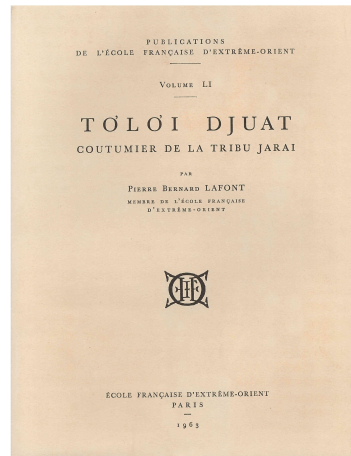 PUBLICATIONS
DE L'ÉCOLE FRANÇAISE D'EXTRÊME-ORIENT
VOLUME LI
TƠLƠI DJUAT
COUTUMIER DE LA TRIBU JARAI
PAR
PIERRE BERNARD LAFONT
MEMBRE DE L'ÉCOLE FRANÇAISE
D'EXTRÊME-ORIENT
ÉCOLE FRANÇAISE D'EXTRÊME-ORIENT
PARIS
1963